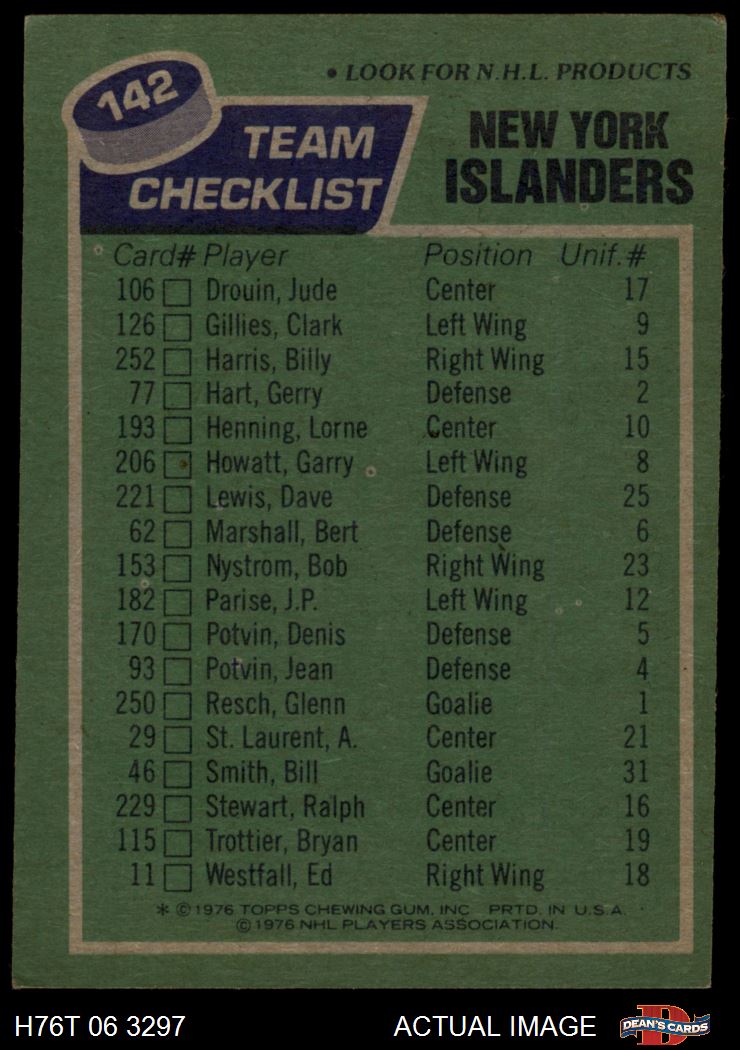 • LOOK FOR N.H.L. PRODUCTS
142
TEAM CHECKLIST
NEW YORK ISLANDERS
Card# Player Position Unif.#
106 Drouin, Jude Center 17
126 Gillies, Clark Left Wing 9
252 Harris, Billy Right Wing 15
77 Hart, Gerry Defense 2
193 Henning, Lorne Center 10
206 Howatt, Garry Left Wing 8
221 Lewis, Dave Defense 25
62 Marshall, Bert Defense 6
153 Nystrom, Bob Right Wing 23
182 Parise, J.P. Left Wing 12
170 Potvin, Denis Defense 5
93 Potvin, Jean Defense 4
250 Resch, Glenn Goalie 1
29 St. Laurent, A. Center 21
46 Smith, Bill Goalie 31
229 Stewart, Ralph Center 16
115 Trottier, Bryan Center 19
11 Westfall, Ed Right Wing 18
* © 1976 TOPPS CHEWING GUM, INC. PRTD. IN U.S.A.
© 1976 NHL PLAYERS ASSOCIATION.
H76T 06 3297 ACTUAL IMAGE D DEAN'S CARDS